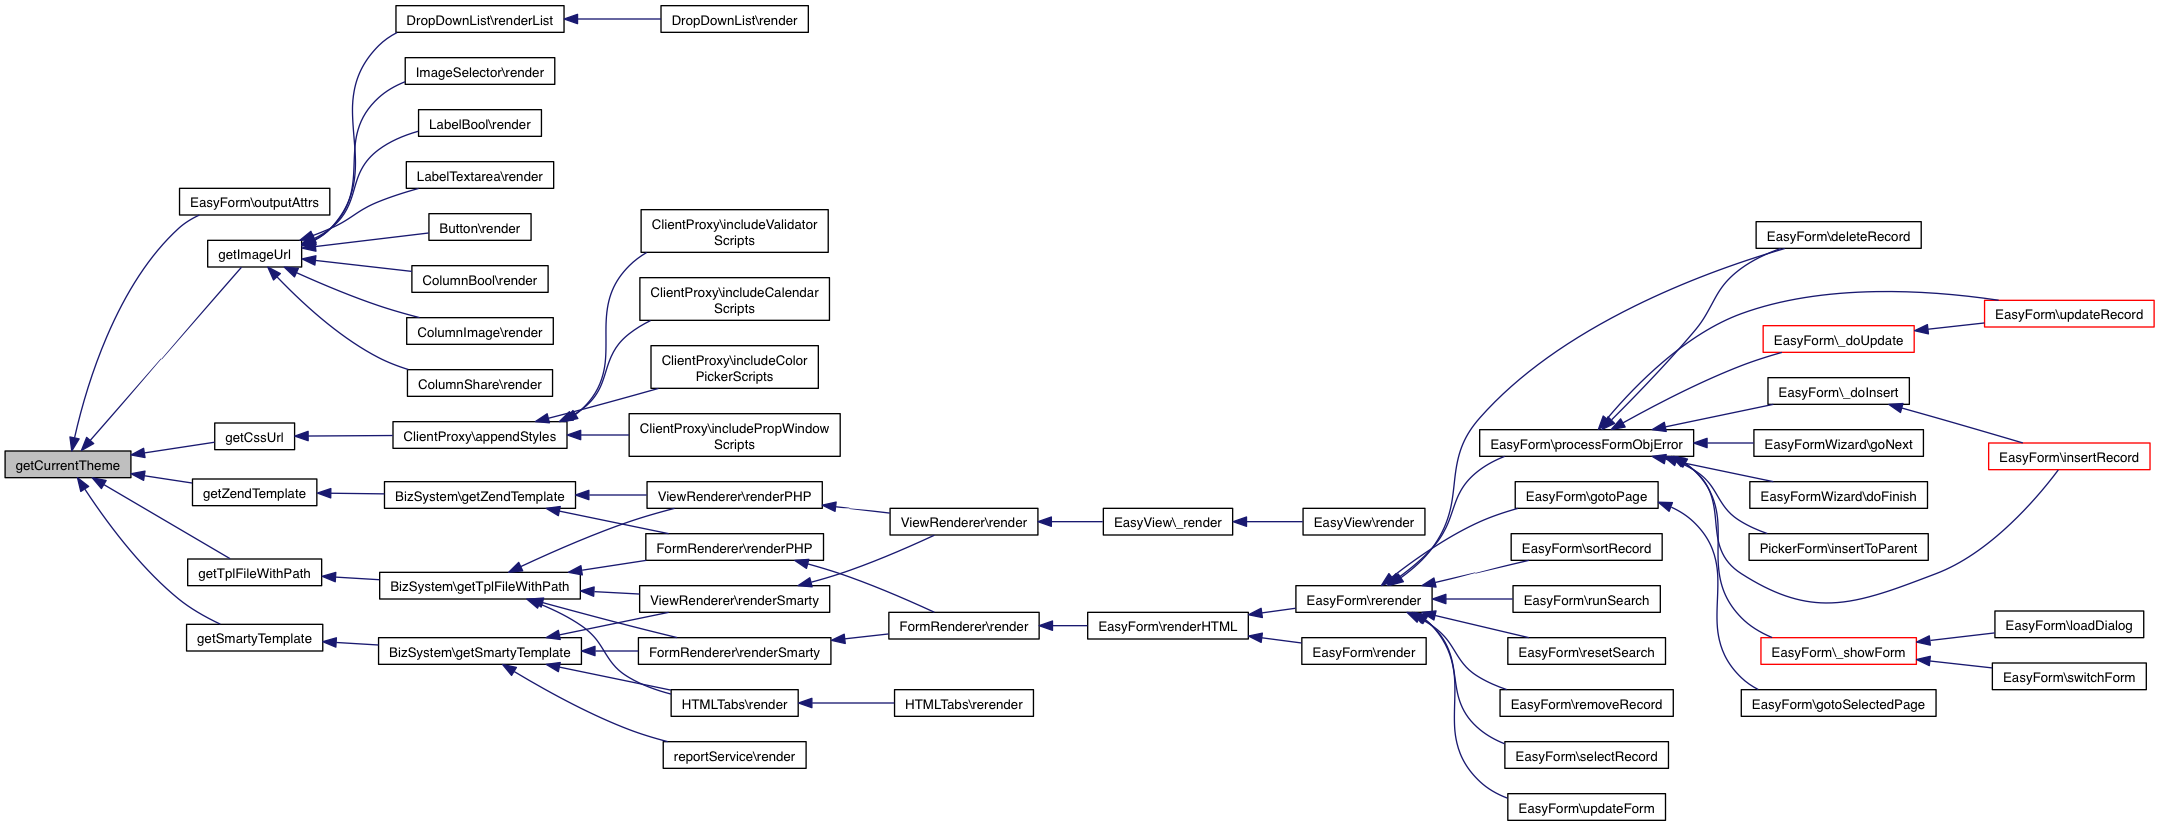 DropDownList\renderList
DropDownList\render
ImageSelector\render
LabelBool\render
LabelTextarea\render
EasyForm\outputAttrs
Button\render
getImageUrl
ColumnBool\render
ColumnImage\render
ColumnShare\render
ClientProxy\includeValidator
Scripts
ClientProxy\includeCalendar
Scripts
ClientProxy\includeColor
PickerScripts
getCssUrl
ClientProxy\appendStyles
ClientProxy\includePropWindow
Scripts
getCurrentTheme
getZendTemplate
BizSystem\getZendTemplate
ViewRenderer\renderPHP
ViewRenderer\render
EasyView\_render
EasyView\render
FormRenderer\renderPHP
getTplFileWithPath
BizSystem\getTplFileWithPath
ViewRenderer\renderSmarty
getSmartyTemplate
BizSystem\getSmartyTemplate
FormRenderer\renderSmarty
FormRenderer\render
EasyForm\renderHTML
EasyForm\rerender
EasyForm\render
HTMLTabs\render
HTMLTabs\rerender
reportService\render
EasyForm\deleteRecord
EasyForm\updateRecord
EasyForm\_doUpdate
EasyForm\_doInsert
EasyForm\processFormObjError
EasyFormWizard\goNext
EasyForm\insertRecord
EasyForm\gotoPage
EasyFormWizard\doFinish
EasyForm\sortRecord
PickerForm\insertToParent
EasyForm\runSearch
EasyForm\resetSearch
EasyForm\_showForm
EasyForm\loadDialog
EasyForm\switchForm
EasyForm\removeRecord
EasyForm\gotoSelectedPage
EasyForm\selectRecord
EasyForm\updateForm